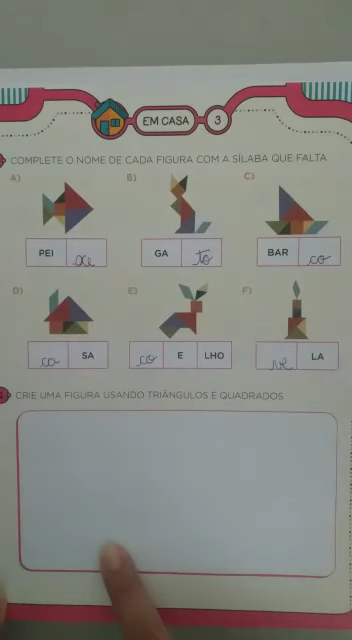 EM CASA 3
COMPLETE O NOME DE CADA FIGURA COM A SÍLABA QUE FALTA
A) B) C)
PEI xe GA to BAR co
D) E) F)
ca SA co E LHO ve LA
CRIE UMA FIGURA USANDO TRIÂNGULOS E QUADRADOS